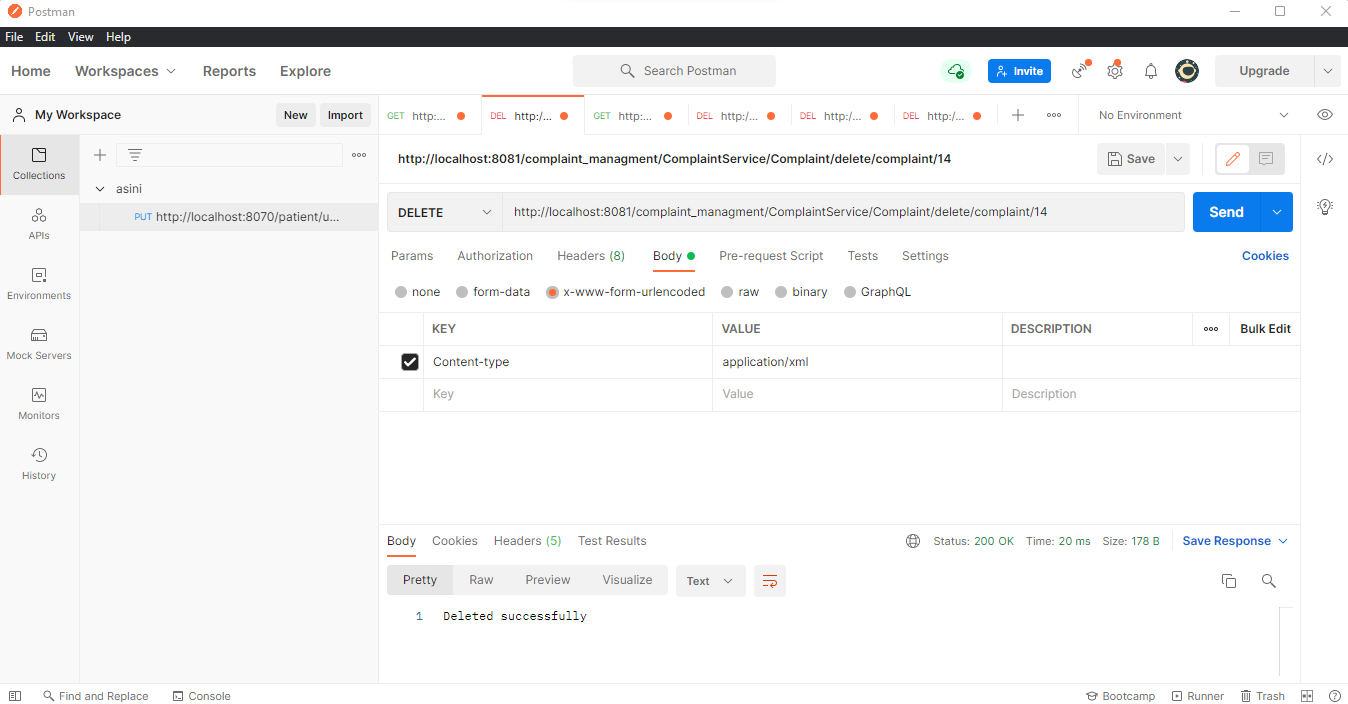 Postman
File Edit View Help
Home Workspaces Reports Explore Search Postman Invite Upgrade
My Workspace New Import GET http:... DEL http:/... GET http:... DEL http:/... DEL http:/... DEL http:/... No Environment
http://localhost:8081/complaint_managment/ComplaintService/Complaint/delete/complaint/14 Save
Collections
asini
PUT http://localhost:8070/patient/u...
APIs
Environments
Mock Servers
Monitors
History
DELETE http://localhost:8081/complaint_managment/ComplaintService/Complaint/delete/complaint/14 Send
Params Authorization Headers (8) Body Pre-request Script Tests Settings Cookies
none form-data x-www-form-urlencoded raw binary GraphQL
KEY VALUE DESCRIPTION Bulk Edit
Content-type application/xml
Key Value Description
Body Cookies Headers (5) Test Results Status: 200 OK Time: 20 ms Size: 178 B Save Response
Pretty Raw Preview Visualize Text
1 Deleted successfully
Find and Replace Console Bootcamp Runner Trash